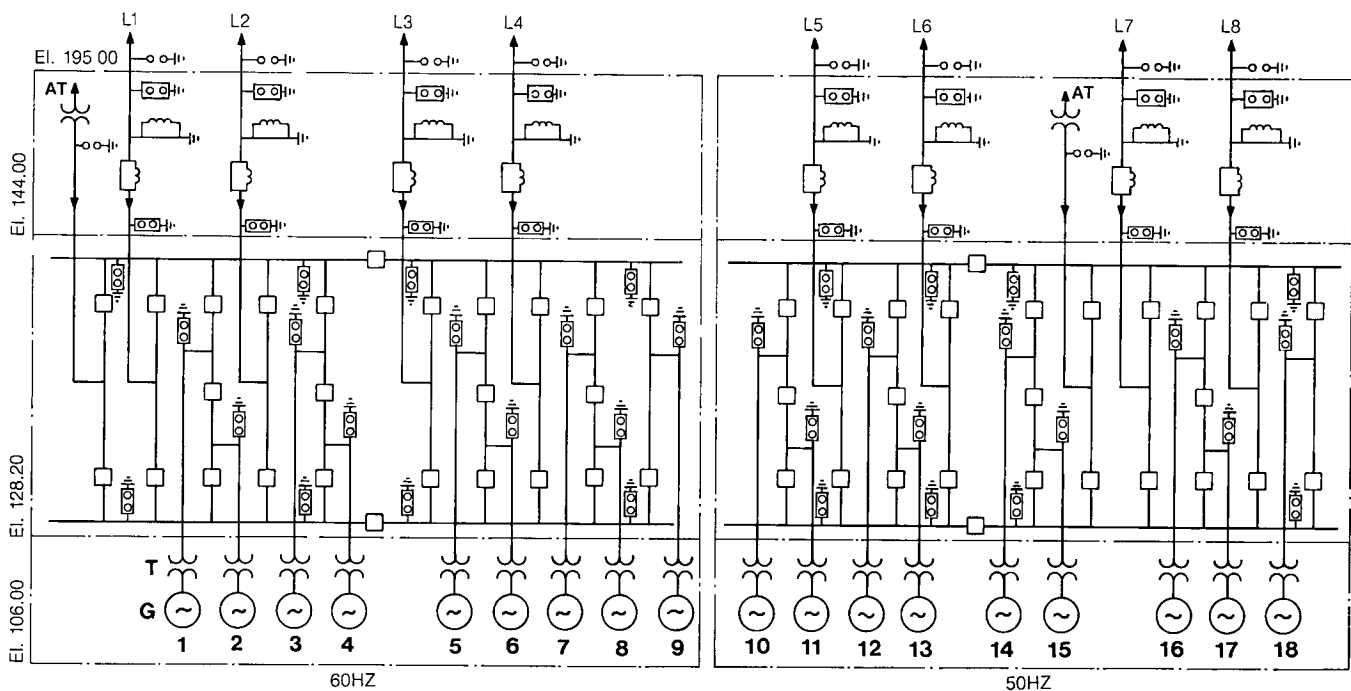 L1 L2 L3 L4 L5 L6 L7 L8
El. 195 00
AT AT
El. 144.00
El. 128.20
T
El. 106.00
G ~ ~ ~ ~ ~ ~ ~ ~ ~ ~ ~ ~ ~ ~ ~ ~ ~ ~
1 2 3 4 5 6 7 8 9 10 11 12 13 14 15 16 17 18
60HZ 50HZ